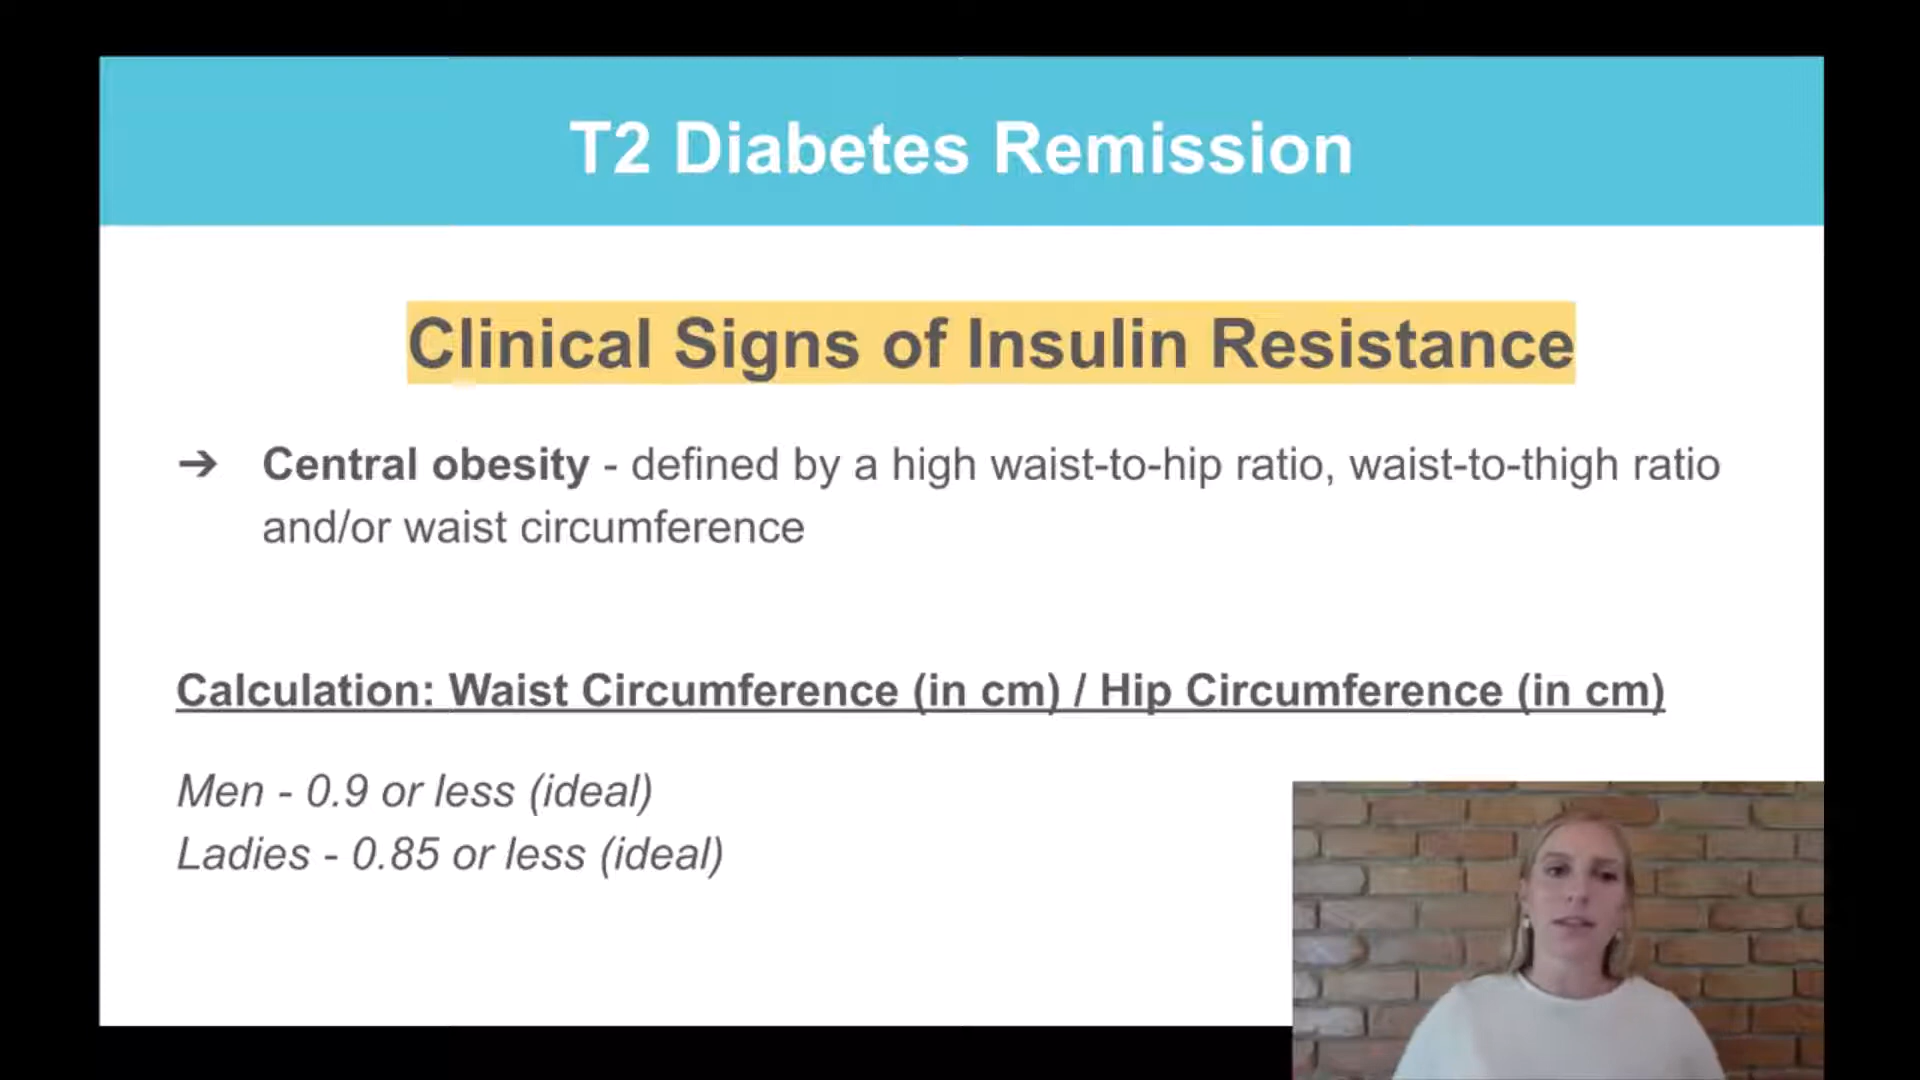 T2 Diabetes Remission
Clinical Signs of Insulin Resistance
➔ Central obesity - defined by a high waist-to-hip ratio, waist-to-thigh ratio
and/or waist circumference
Calculation: Waist Circumference (in cm) / Hip Circumference (in cm)
Men - 0.9 or less (ideal)
Ladies - 0.85 or less (ideal)